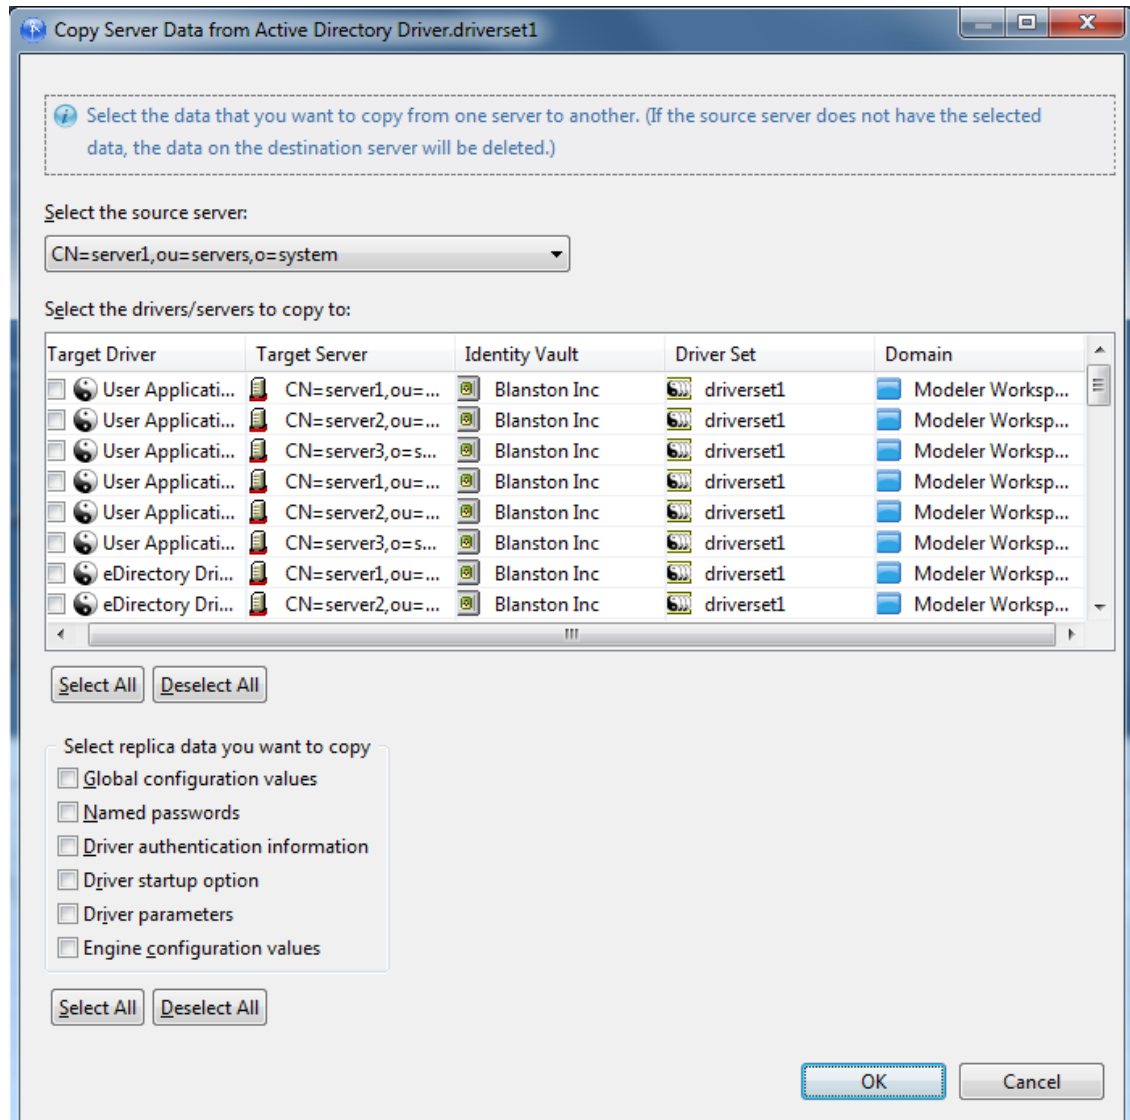 Copy Server Data from Active Directory Driver.driverset1
Select the data that you want to copy from one server to another. (If the source server does not have the selected
data, the data on the destination server will be deleted.)
Select the source server:
CN=server1,ou=servers,o=system
Select the drivers/servers to copy to:
Target Driver Target Server Identity Vault Driver Set Domain
User Applicati... CN=server1,ou=... Blanston Inc driverset1 Modeler Worksp...
User Applicati... CN=server2,ou=... Blanston Inc driverset1 Modeler Worksp...
User Applicati... CN=server3,o=s... Blanston Inc driverset1 Modeler Worksp...
User Applicati... CN=server1,ou=... Blanston Inc driverset1 Modeler Worksp...
User Applicati... CN=server2,ou=... Blanston Inc driverset1 Modeler Worksp...
User Applicati... CN=server3,o=s... Blanston Inc driverset1 Modeler Worksp...
eDirectory Dri... CN=server1,ou=... Blanston Inc driverset1 Modeler Worksp...
eDirectory Dri... CN=server2,ou=... Blanston Inc driverset1 Modeler Worksp...
Select All Deselect All
Select replica data you want to copy
Global configuration values
Named passwords
Driver authentication information
Driver startup option
Driver parameters
Engine configuration values
Select All Deselect All
OK Cancel